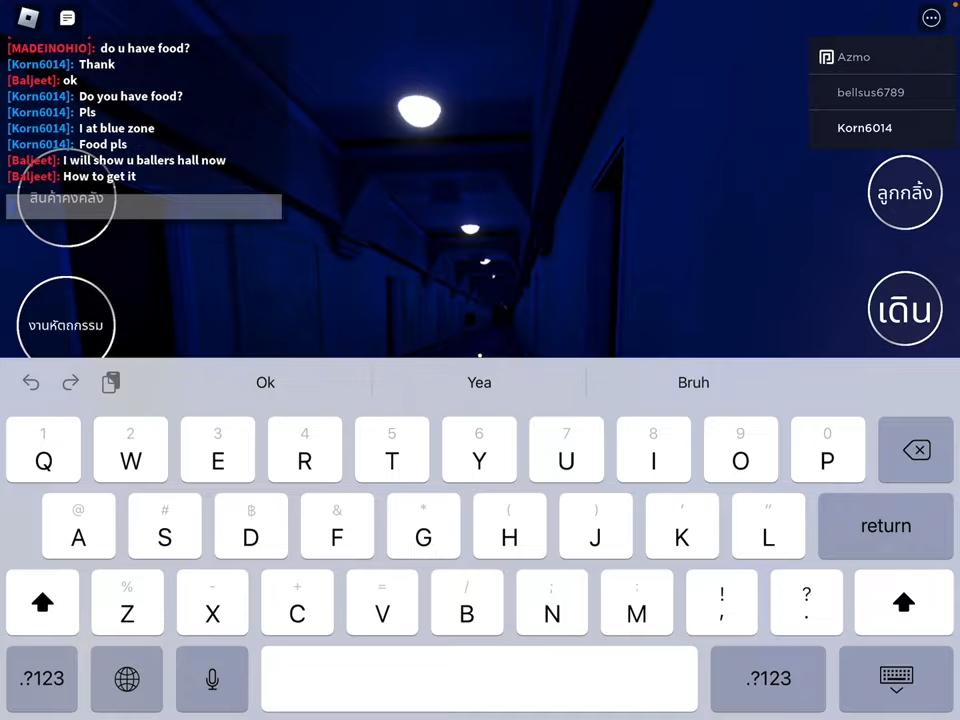 [MADEINOHIO]: do u have food?
[Korn6014]: Thank
[Baljeet]: ok
[Korn6014]: Do you have food?
[Korn6014]: Pls
[Korn6014]: I at blue zone
[Korn6014]: Food pls
[Baljeet]: I will show u ballers hall now
[Baljeet]: How to get it
Azmo
bellsus6789
Korn6014
สินค้าคงคลัง
ลูกกลิ้ง
งานหัตถกรรม
เดิน
Ok Yea Bruh
1 2 3 4 5 6 7 8 9 0
Q W E R T Y U I O P
@ # ฿ & * ( ) ' "
A S D F G H J K L return
% - + = / ; : ! ?
Z X C V B N M , .
.?123 .?123